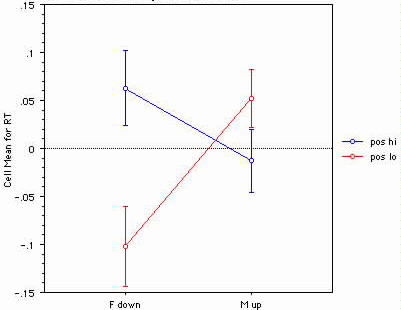 .15
.1
.05
0
-.05
-.1
-.15
Cell Mean for RT
F down
M up
pos hi
pos lo